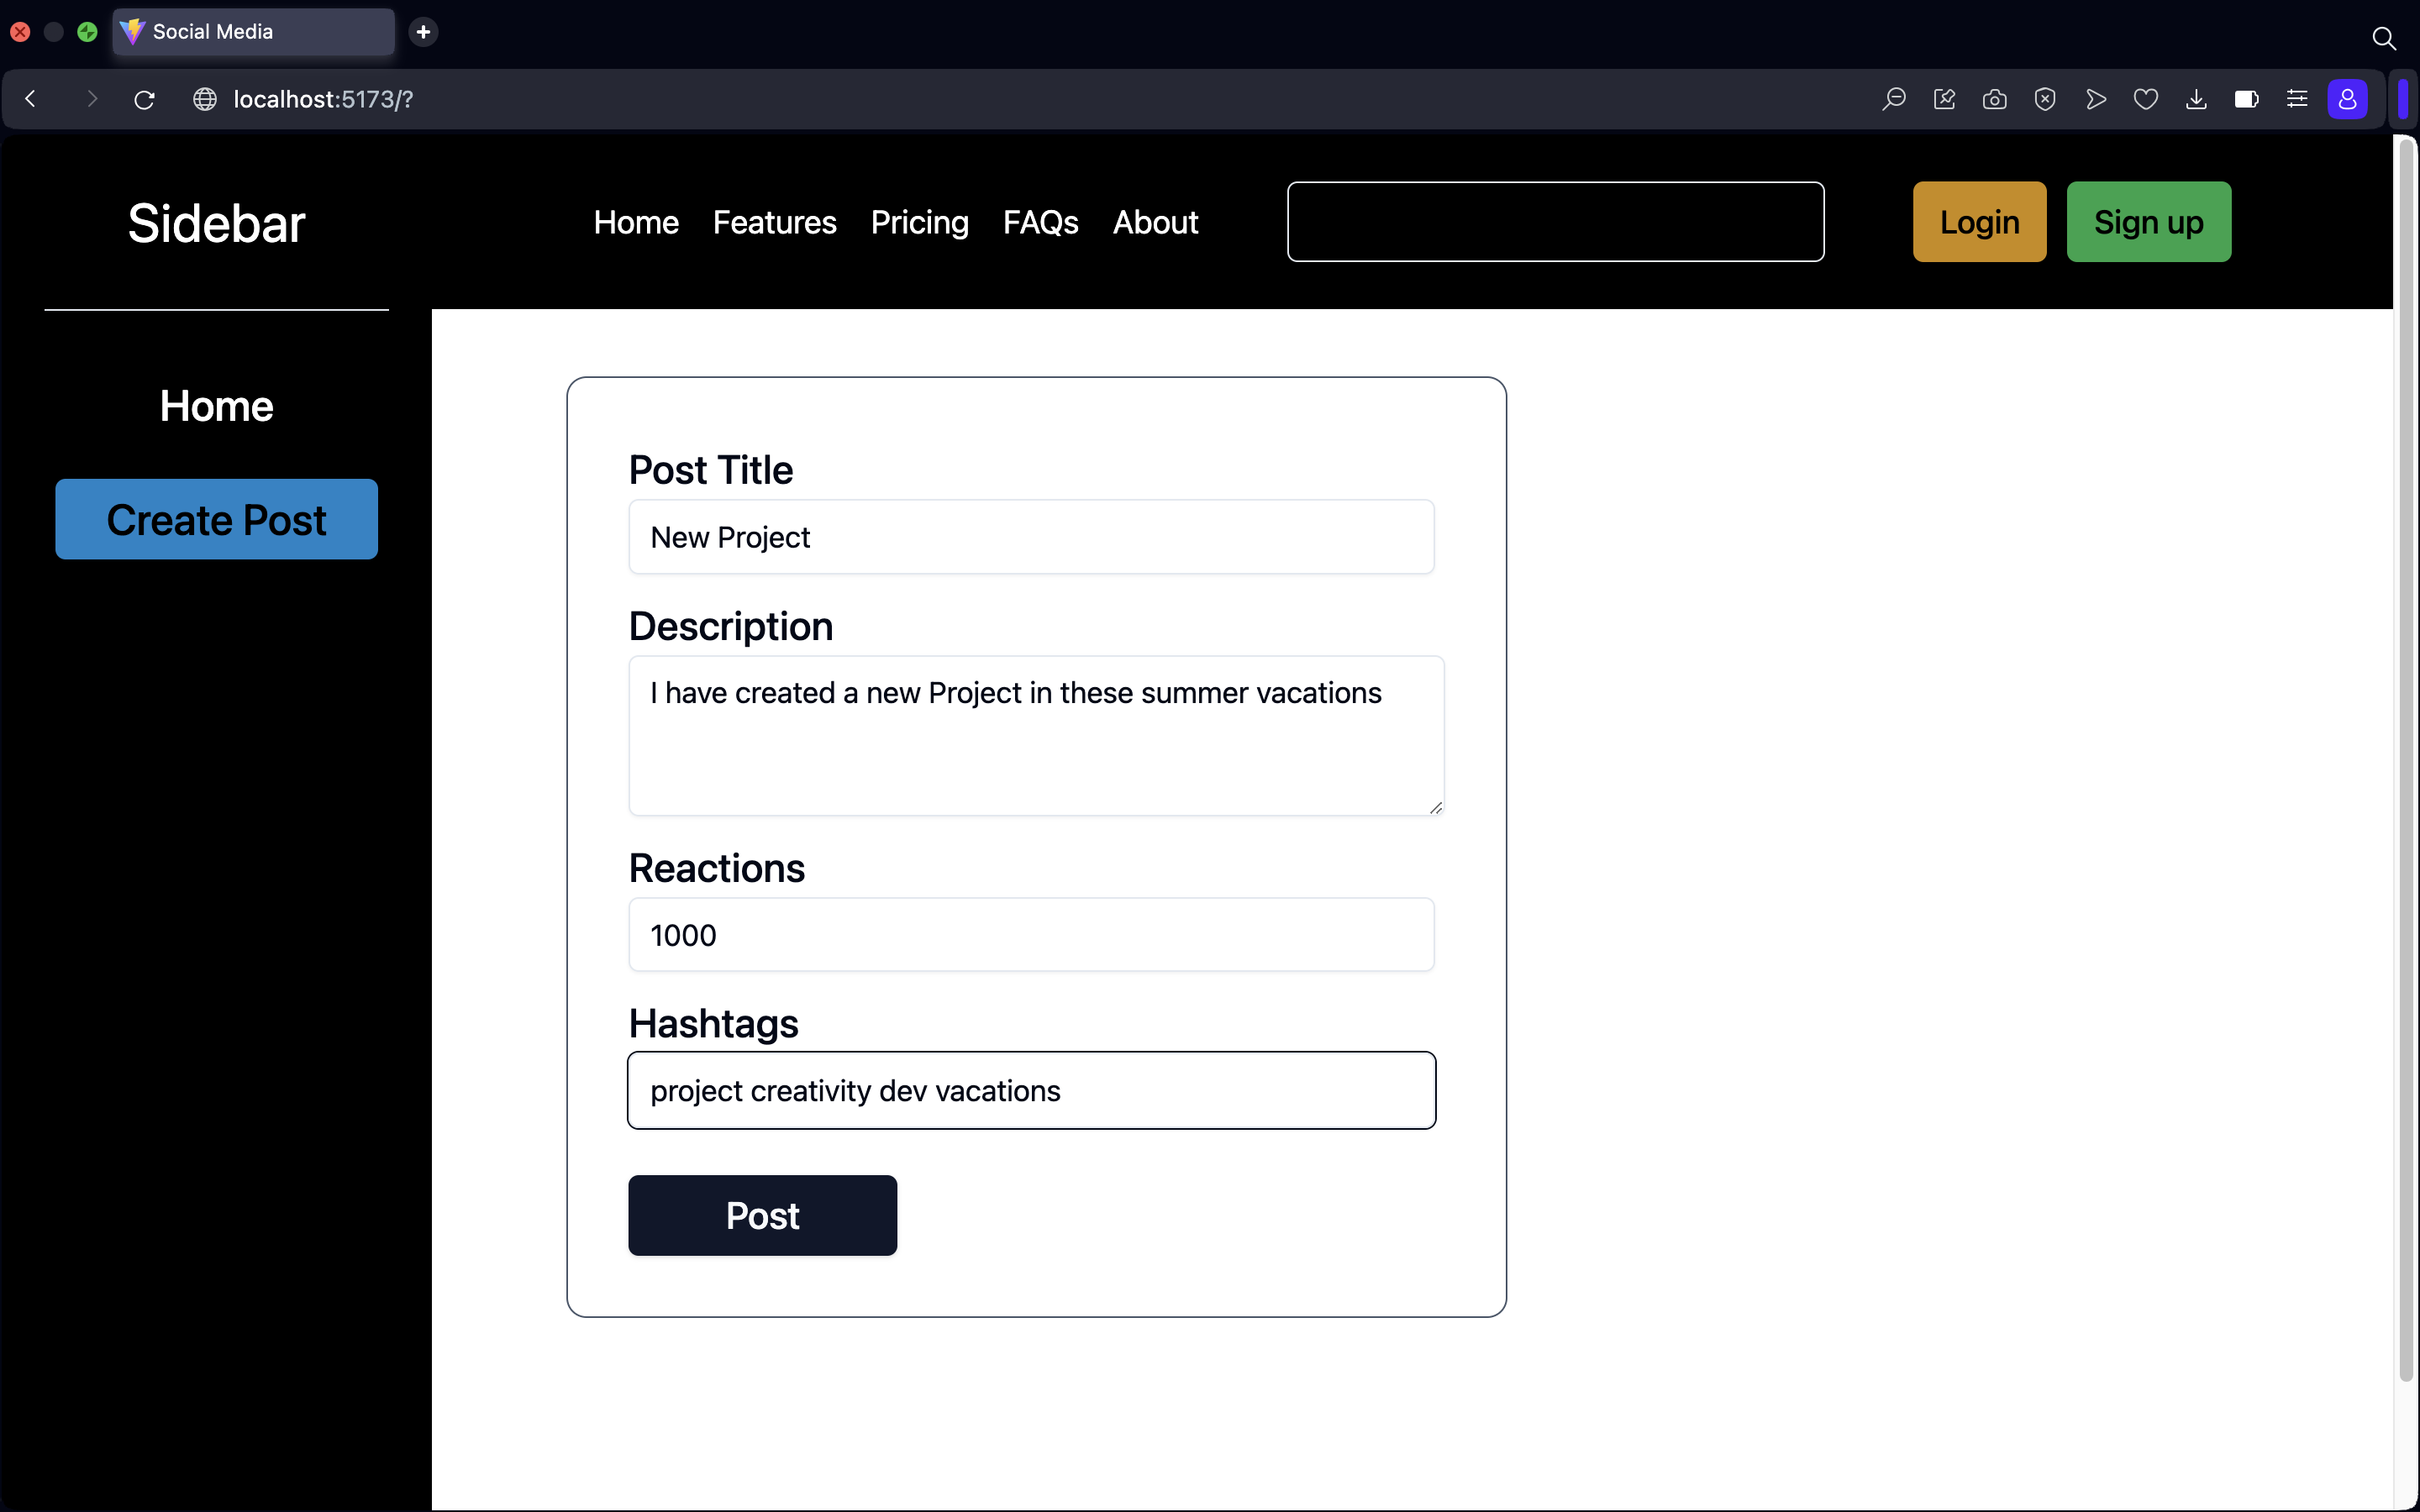 Social Media
localhost:5173/?
Sidebar
Home Features Pricing FAQs About
Login
Sign up
Home
Create Post
Post Title
New Project
Description
I have created a new Project in these summer vacations
Reactions
1000
Hashtags
project creativity dev vacations
Post